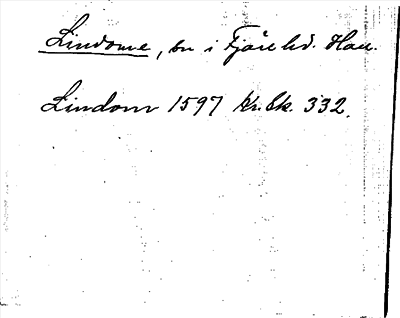 Lindome, sn i Fjäre hd. Hall.
Lindom 1597 kr.bk. 332.